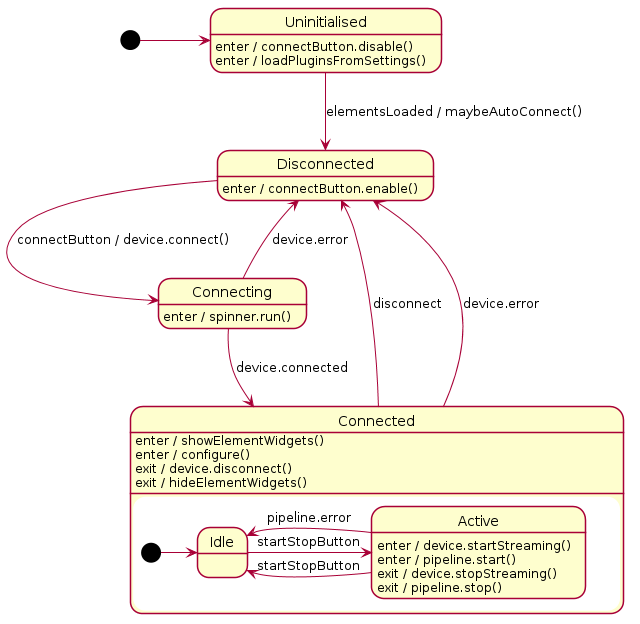 Uninitialised
enter / connectButton.disable()
enter / loadPluginsFromSettings()
elementsLoaded / maybeAutoConnect()
Disconnected
enter / connectButton.enable()
connectButton / device.connect()
device.error
Connecting
enter / spinner.run()
disconnect
device.error
device.connected
Connected
enter / showElementWidgets()
enter / configure()
exit / device.disconnect()
exit / hideElementWidgets()
pipeline.error
Idle
startStopButton
startStopButton
Active
enter / device.startStreaming()
enter / pipeline.start()
exit / device.stopStreaming()
exit / pipeline.stop()